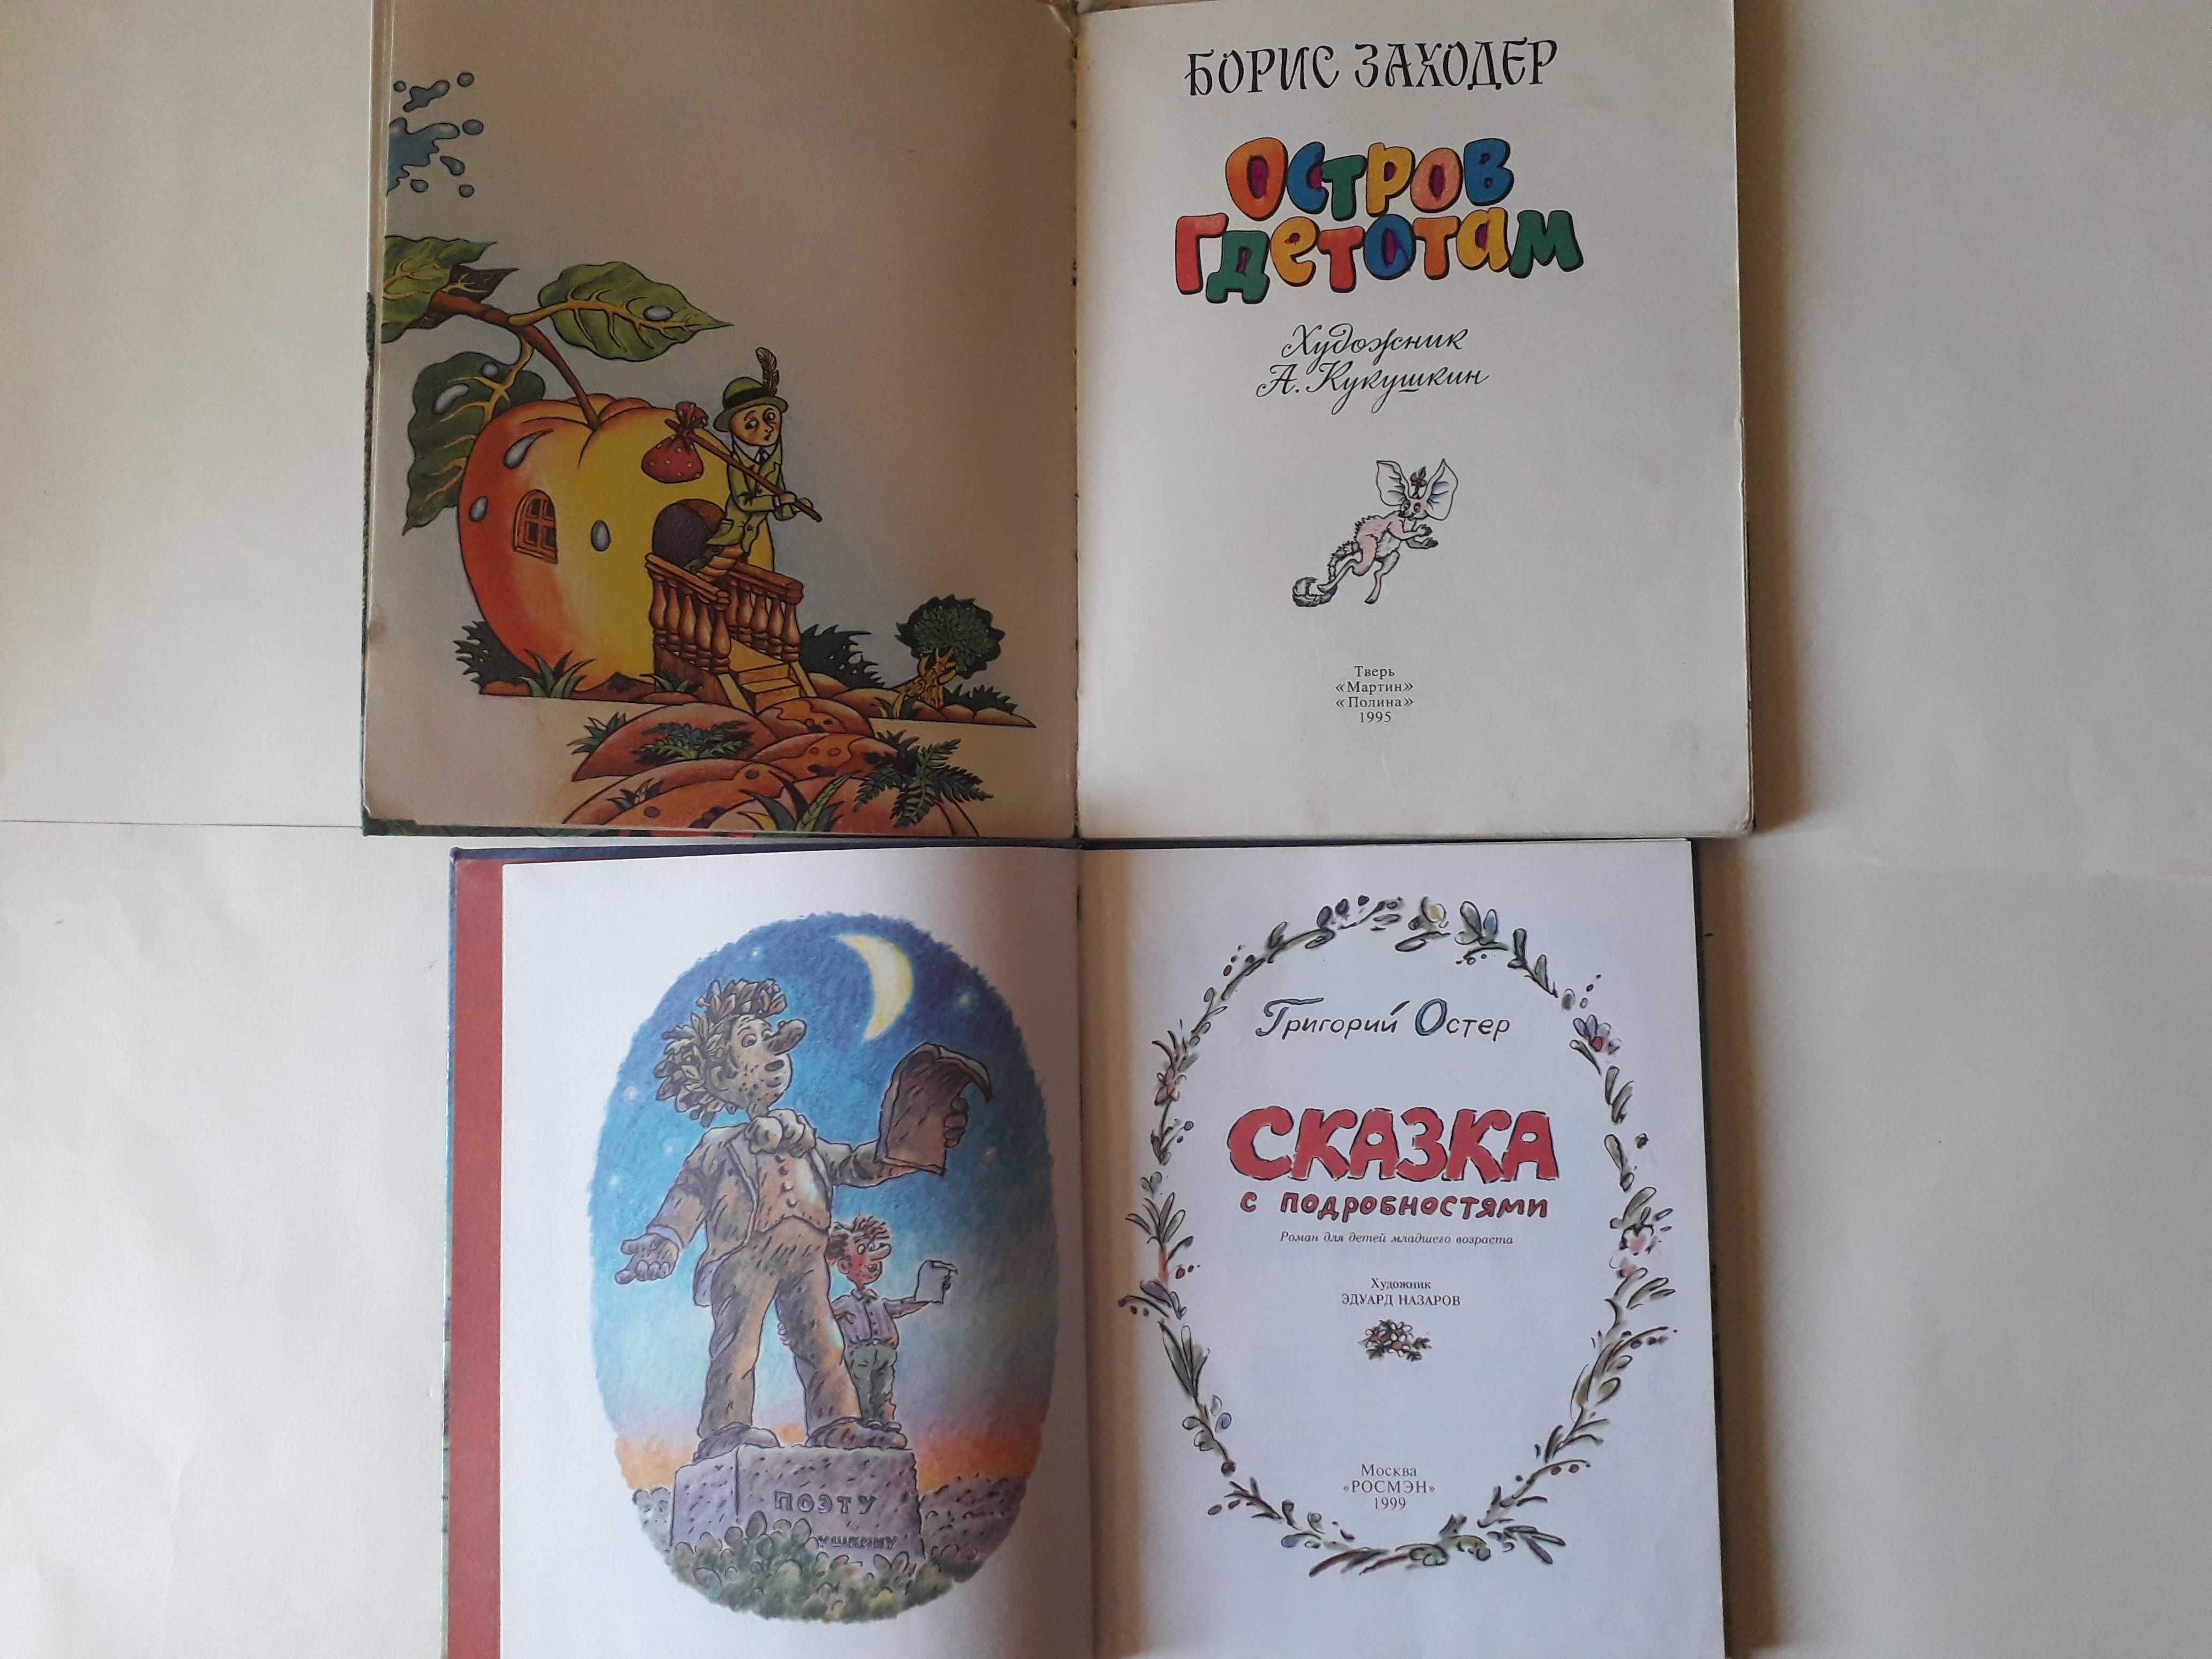 БОРИС ЗАХОДЕР
ОСТРОВ
ГДЕТОТАМ
Художник
А. Кукушкин
Тверь
«Мартин»
«Полина»
1995
ПОЭТУ
УШКИНУ
Григорий Остер
СКАЗКА
с подробностями
Роман для детей младшего возраста
Художник
ЭДУАРД НАЗАРОВ
Москва
«РОСМЭН»
1999